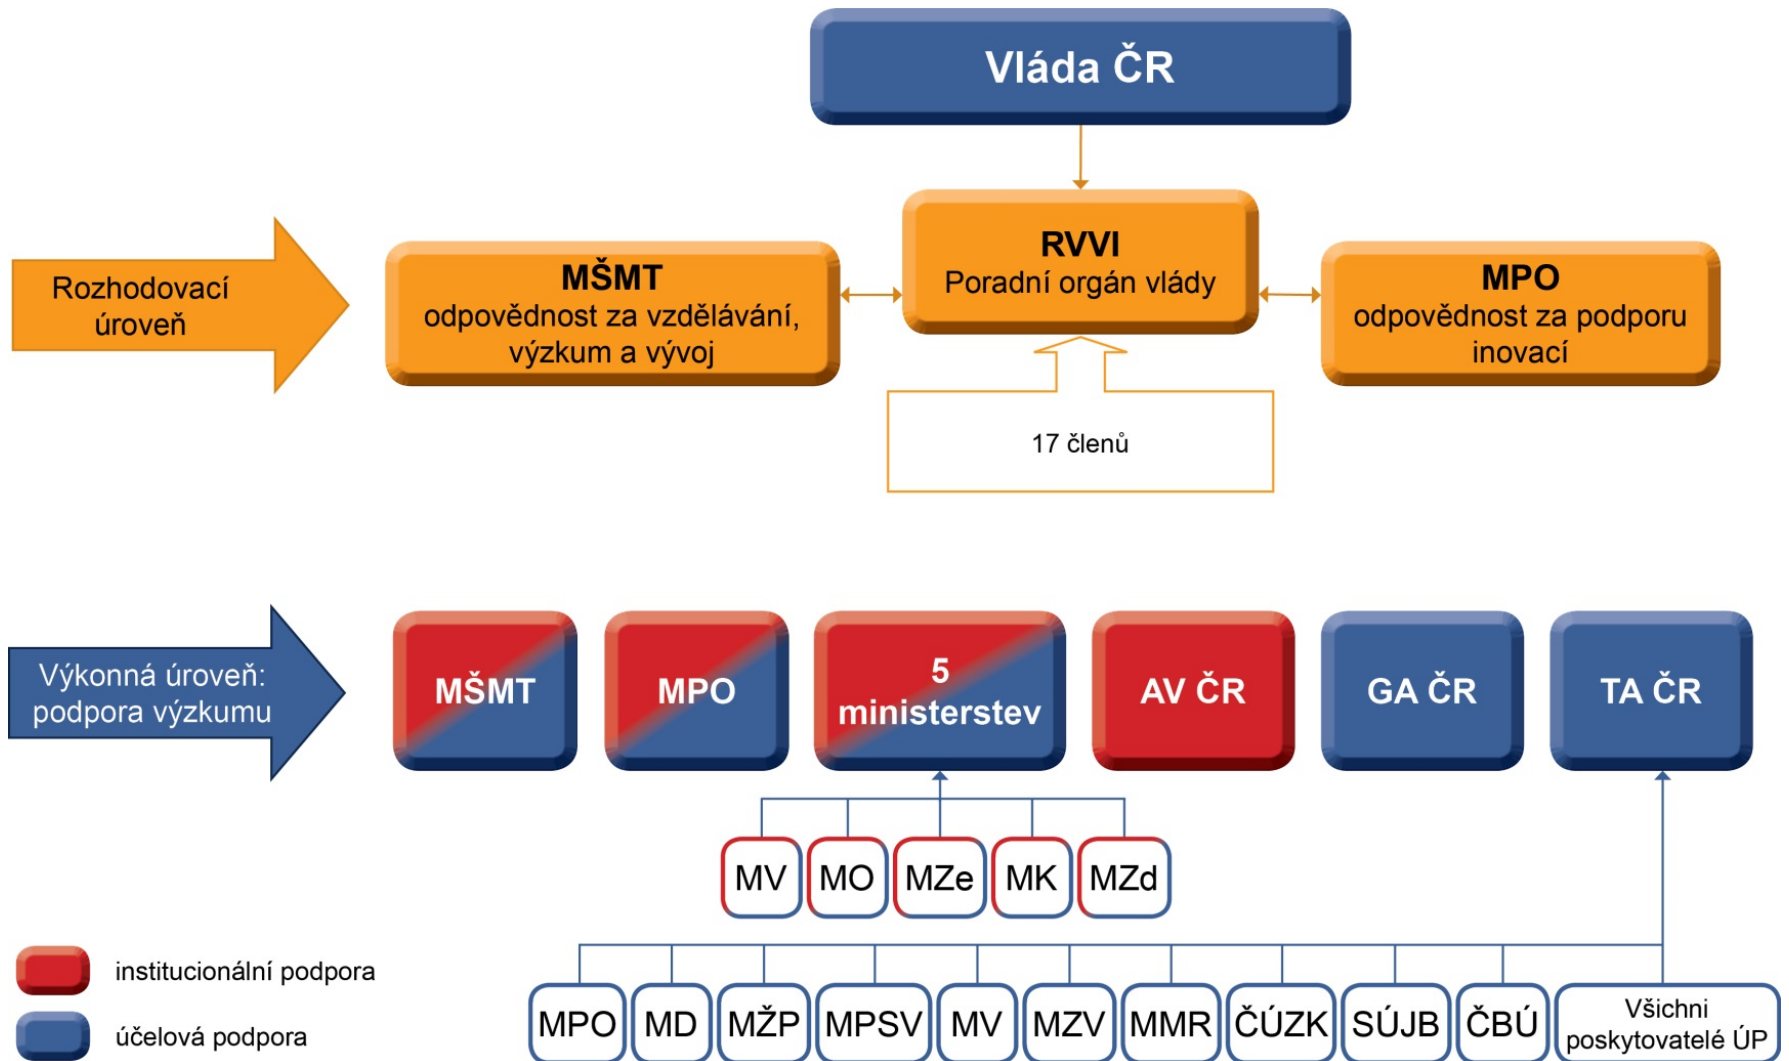 Vláda ČR
Rozhodovací
úroveň
MŠMT
odpovědnost za vzdělávání,
výzkum a vývoj
RVVI
Poradní orgán vlády
MPO
odpovědnost za podporu
inovací
17 členů
Výkonná úroveň:
podpora výzkumu
MŠMT
MPO
5
ministerstev
AV ČR
GA ČR
TA ČR
MV
MO
MZe
MK
MZd
institucionální podpora
účelová podpora
MPO
MD
MŽP
MPSV
MV
MZV
MMR
ČÚZK
SÚJB
ČBÚ
Všichni
poskytovatelé ÚP